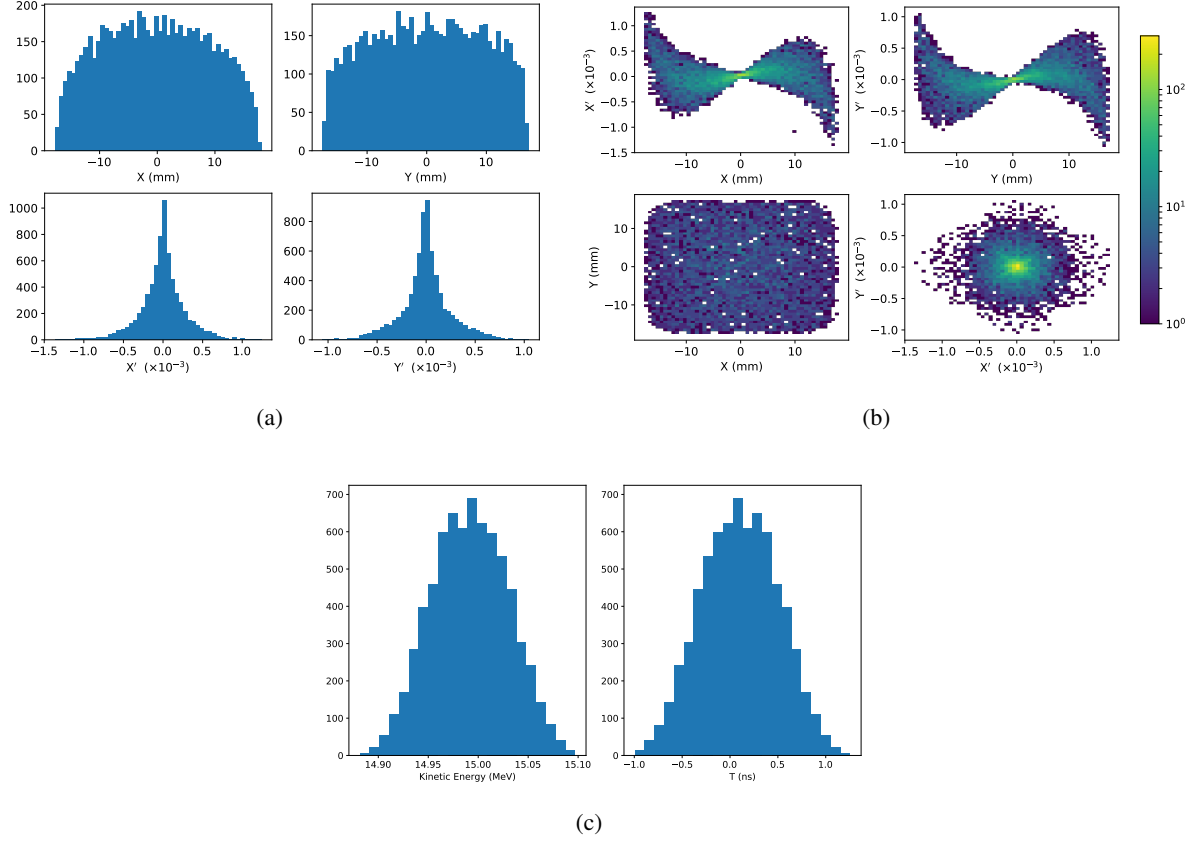 200
150
100
50
0
−10 0 10
X (mm)
150
100
50
0
−10 0 10
Y (mm)
1000
800
600
400
200
0
−1.5 −1.0 −0.5 0.0 0.5 1.0
X′ (×10⁻³)
800
600
400
200
0
−1.0 −0.5 0.0 0.5 1.0
Y′ (×10⁻³)
(a)
1.0
0.5
0.0
−0.5
−1.0
−1.5
X′ (×10⁻³)
−10 0 10
X (mm)
1.0
0.5
0.0
−0.5
−1.0
Y′ (×10⁻³)
−10 0 10
Y (mm)
10
0
−10
Y (mm)
−10 0 10
X (mm)
1.0
0.5
0.0
−0.5
−1.0
Y′ (×10⁻³)
−1.0 −0.5 0.0 0.5 1.0
X′ (×10⁻³)
10²
10¹
10⁰
(b)
700
600
500
400
300
200
100
0
14.90 14.95 15.00 15.05 15.10
Kinetic Energy (MeV)
700
600
500
400
300
200
100
0
−1.0 −0.5 0.0 0.5 1.0
T (ns)
(c)